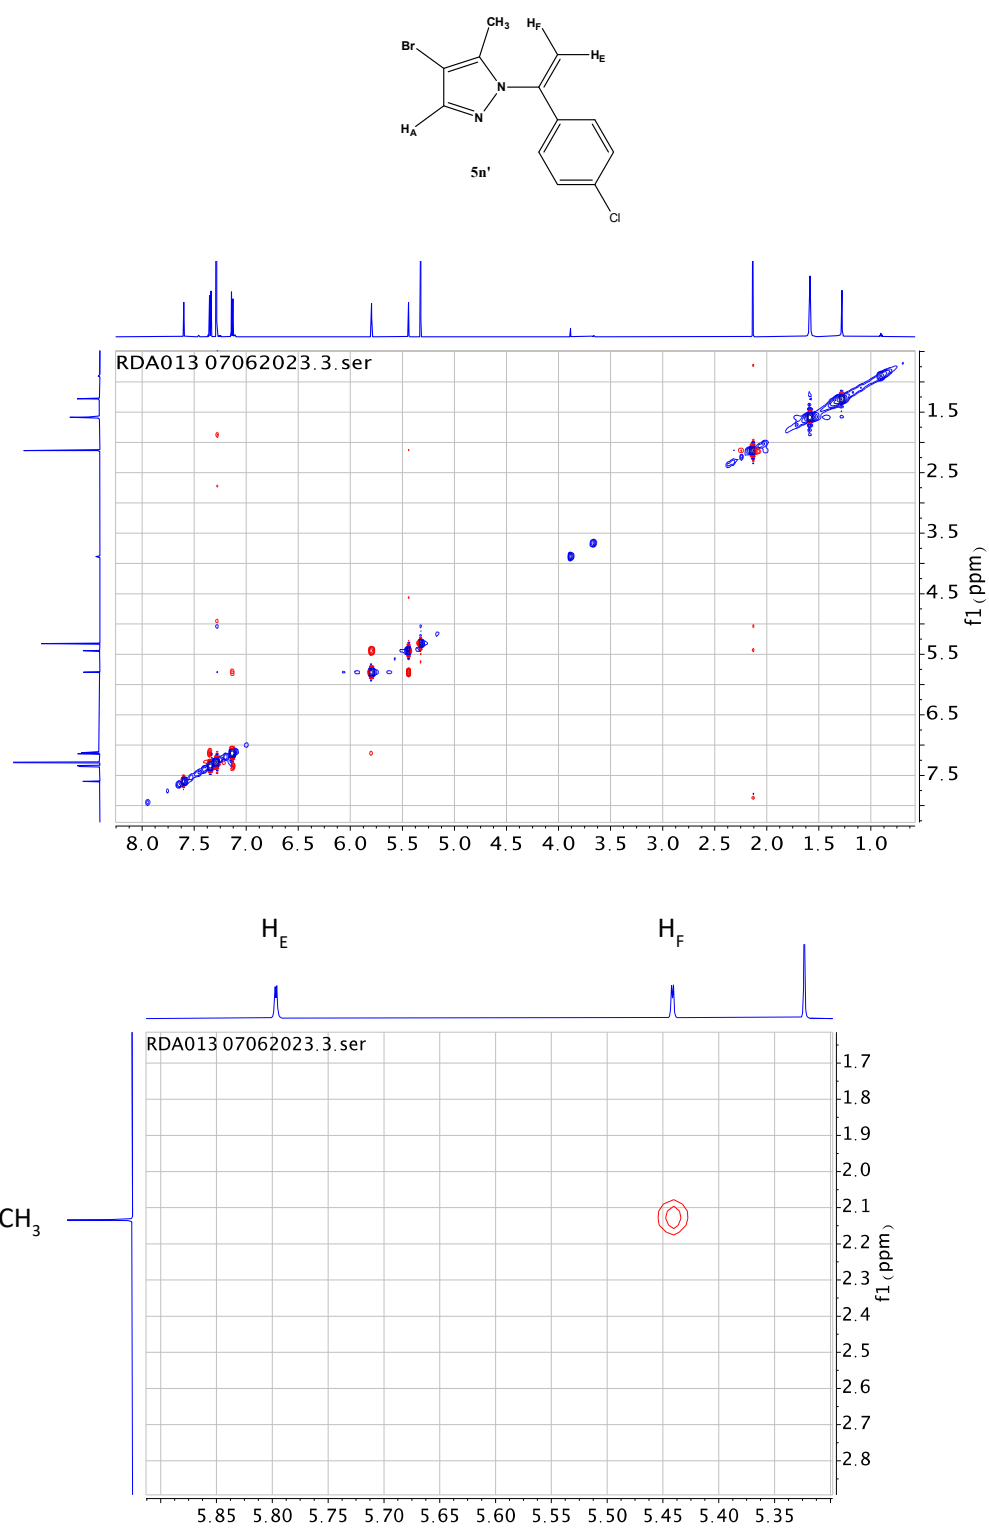 CH3
HF
Br
HE
N
N
HA
5n'
Cl
RDA013 07062023.3.ser
1.5
2.5
3.5
4.5
5.5
6.5
7.5
f1 (ppm)
8.0 7.5 7.0 6.5 6.0 5.5 5.0 4.5 4.0 3.5 3.0 2.5 2.0 1.5 1.0
HE HF
RDA013 07062023.3.ser
CH3
1.7
1.8
1.9
2.0
2.1
2.2
2.3
2.4
2.5
2.6
2.7
2.8
f1 (ppm)
5.85 5.80 5.75 5.70 5.65 5.60 5.55 5.50 5.45 5.40 5.35